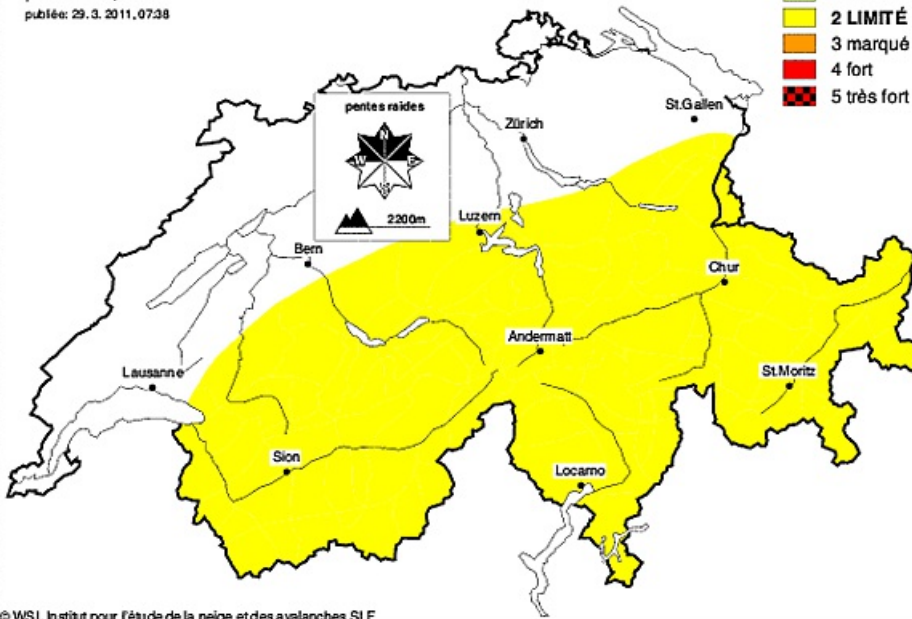 publiée: 29.3.2011, 07:38
2 LIMITÉ
3 marqué
4 fort
5 très fort
pentes raides
N
W E
S
2200m
St.Gallen
Zürich
Luzern
Bern
Chur
Andermatt
Lausanne
St.Moritz
Sion
Locarno
© WSL Institut pour l'étude de la neige et des avalanches SLF